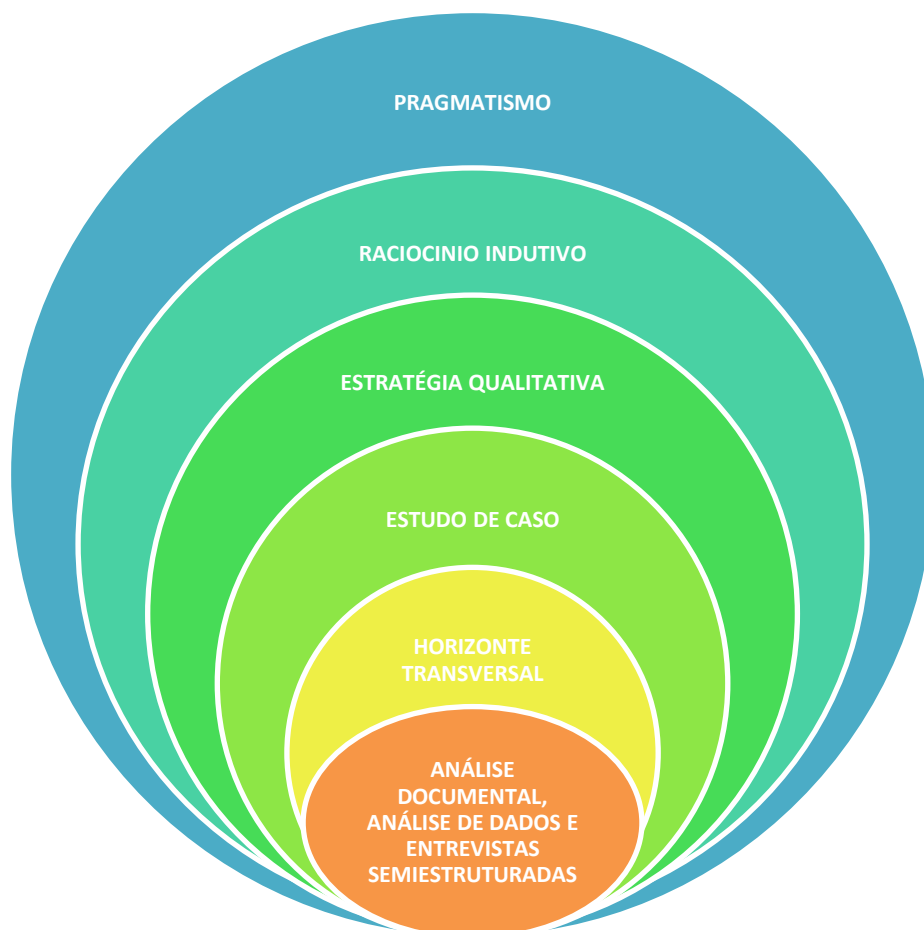 PRAGMATISMO
RACIOCINIO INDUTIVO
ESTRATÉGIA QUALITATIVA
ESTUDO DE CASO
HORIZONTE
TRANSVERSAL
ANÁLISE
DOCUMENTAL,
ANÁLISE DE DADOS E
ENTREVISTAS
SEMIESTRUTURADAS